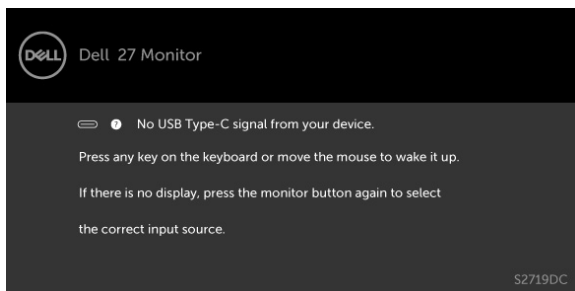 DELL
Dell 27 Monitor
? No USB Type-C signal from your device.
Press any key on the keyboard or move the mouse to wake it up.
If there is no display, press the monitor button again to select
the correct input source.
S2719DC